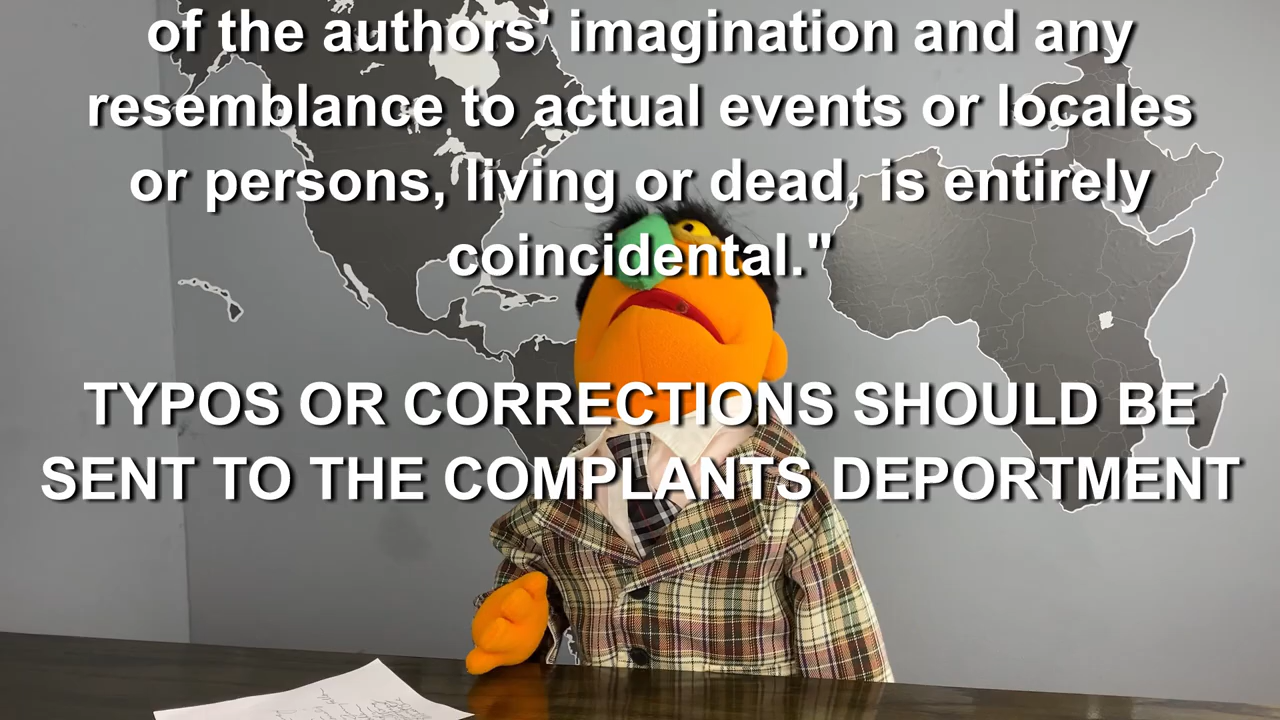 of the authors' imagination and any
resemblance to actual events or locales
or persons, living or dead, is entirely
coincidental."
TYPOS OR CORRECTIONS SHOULD BE
SENT TO THE COMPLANTS DEPORTMENT